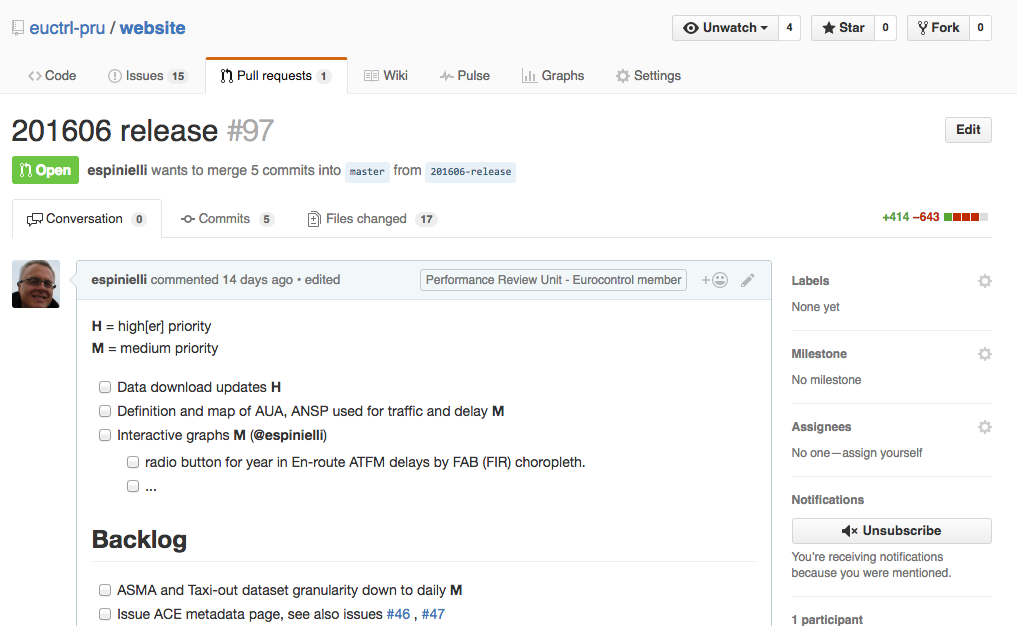 euctrl-pru / website
Unwatch 4 Star 0 Fork 0
Code Issues 15 Pull requests 1 Wiki Pulse Graphs Settings
201606 release #97
Edit
Open espinielli wants to merge 5 commits into master from 201606-release
Conversation 0 Commits 5 Files changed 17 +414 −643
espinielli commented 14 days ago • edited
Performance Review Unit - Eurocontrol member
H = high[er] priority
M = medium priority
Data download updates H
Definition and map of AUA, ANSP used for traffic and delay M
Interactive graphs M (@espinielli)
radio button for year in En-route ATFM delays by FAB (FIR) choropleth.
...
Backlog
ASMA and Taxi-out dataset granularity down to daily M
Issue ACE metadata page, see also issues #46 , #47
Labels
None yet
Milestone
No milestone
Assignees
No one—assign yourself
Notifications
Unsubscribe
You're receiving notifications
because you were mentioned.
1 participant